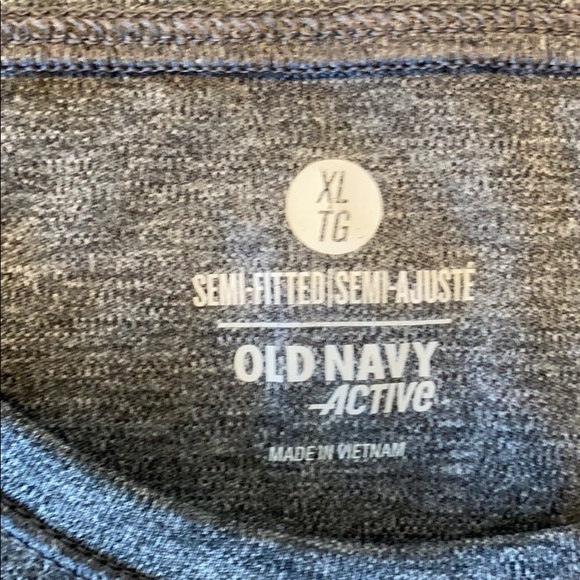 XL
TG
SEMI-FITTED|SEMI-AJUSTÉ
OLD NAVY
ACTIVE
MADE IN VIETNAM